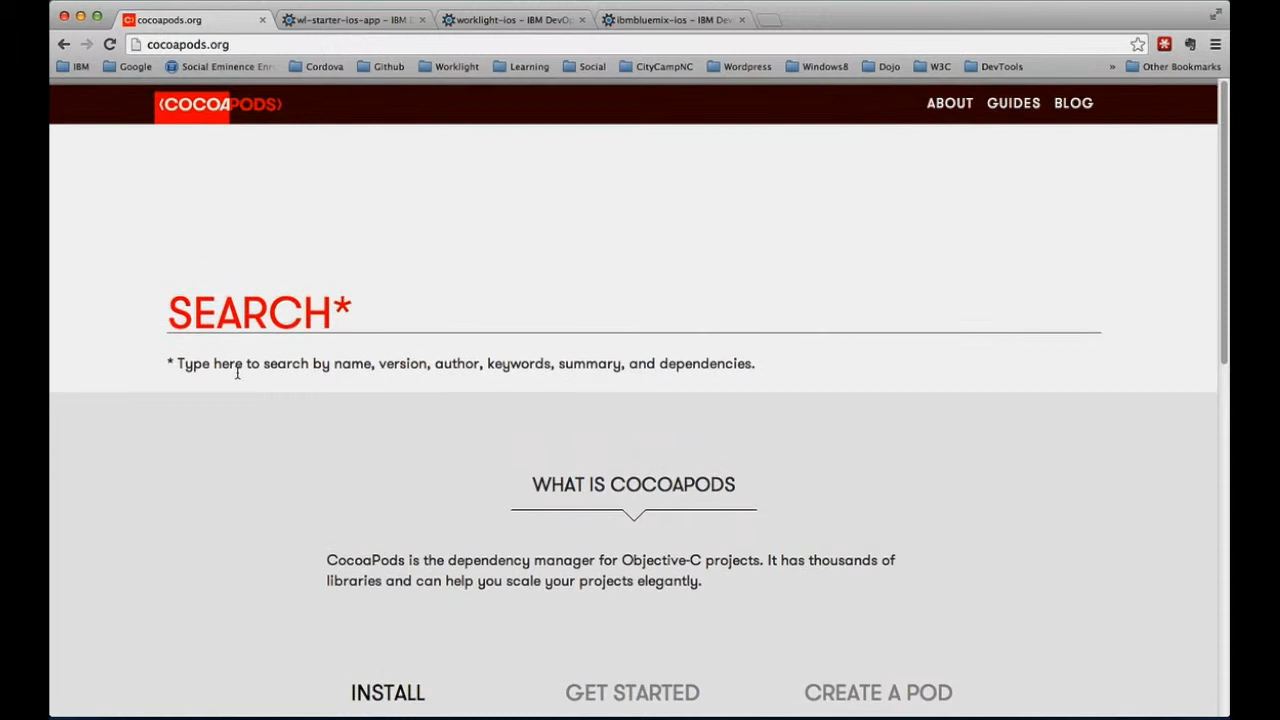 cocoapods.org
wl-starter-ios-app - IBM
worklight-ios - IBM DevOp
ibmbluemix-ios - IBM Dev
cocoapods.org
IBM Google Social Eminence Enr Cordova Github Worklight Learning Social CityCampNC Wordpress Windows8 Dojo W3C DevTools » Other Bookmarks
COCOAPODS ABOUT GUIDES BLOG
SEARCH*
* Type here to search by name, version, author, keywords, summary, and dependencies.
WHAT IS COCOAPODS
CocoaPods is the dependency manager for Objective-C projects. It has thousands of
libraries and can help you scale your projects elegantly.
INSTALL GET STARTED CREATE A POD